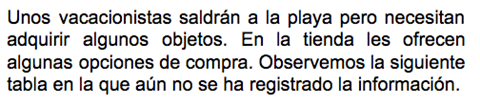 Unos vacacionistas saldrán a la playa pero necesitan
adquirir algunos objetos. En la tienda les ofrecen
algunas opciones de compra. Observemos la siguiente
tabla en la que aún no se ha registrado la información.